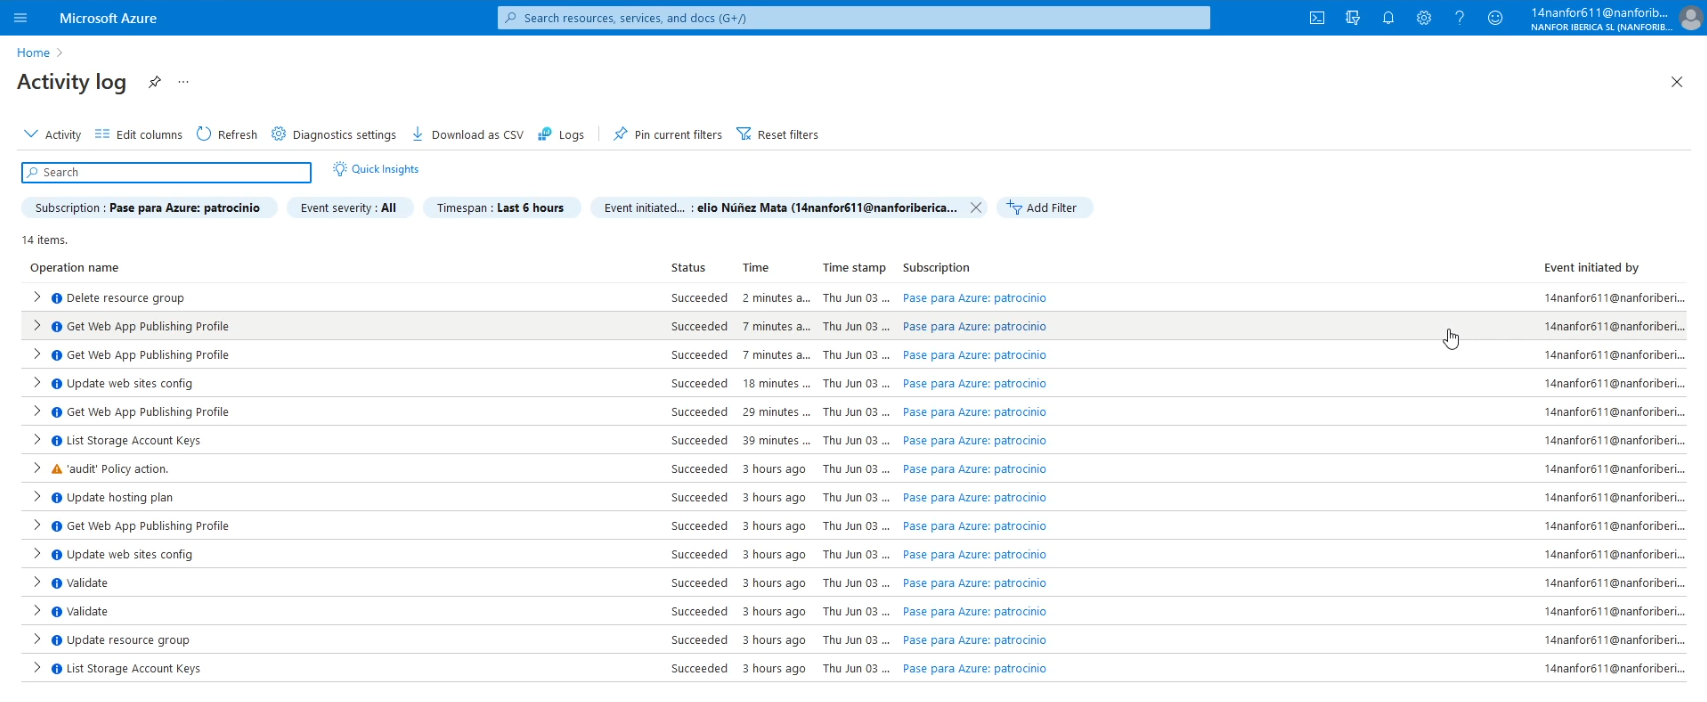 Microsoft Azure
Search resources, services, and docs (G+/)
14nanfor611@nanforib...
NANFOR IBERICA SL (NANFORIB...
Home
Activity log
Activity Edit columns Refresh Diagnostics settings Download as CSV Logs Pin current filters Reset filters
Search Quick Insights
Subscription : Pase para Azure: patrocinio Event severity : All Timespan : Last 6 hours Event initiated... : elio Núñez Mata (14nanfor611@nanforiberica... Add Filter
14 items.
Operation name Status Time Time stamp Subscription Event initiated by
Delete resource group Succeeded 2 minutes a... Thu Jun 03 ... Pase para Azure: patrocinio 14nanfor611@nanforiberi...
Get Web App Publishing Profile Succeeded 7 minutes a... Thu Jun 03 ... Pase para Azure: patrocinio 14nanfor611@nanforiberi...
Get Web App Publishing Profile Succeeded 7 minutes a... Thu Jun 03 ... Pase para Azure: patrocinio 14nanfor611@nanforiberi...
Update web sites config Succeeded 18 minutes ... Thu Jun 03 ... Pase para Azure: patrocinio 14nanfor611@nanforiberi...
Get Web App Publishing Profile Succeeded 29 minutes ... Thu Jun 03 ... Pase para Azure: patrocinio 14nanfor611@nanforiberi...
List Storage Account Keys Succeeded 39 minutes ... Thu Jun 03 ... Pase para Azure: patrocinio 14nanfor611@nanforiberi...
'audit' Policy action. Succeeded 3 hours ago Thu Jun 03 ... Pase para Azure: patrocinio 14nanfor611@nanforiberi...
Update hosting plan Succeeded 3 hours ago Thu Jun 03 ... Pase para Azure: patrocinio 14nanfor611@nanforiberi...
Get Web App Publishing Profile Succeeded 3 hours ago Thu Jun 03 ... Pase para Azure: patrocinio 14nanfor611@nanforiberi...
Update web sites config Succeeded 3 hours ago Thu Jun 03 ... Pase para Azure: patrocinio 14nanfor611@nanforiberi...
Validate Succeeded 3 hours ago Thu Jun 03 ... Pase para Azure: patrocinio 14nanfor611@nanforiberi...
Validate Succeeded 3 hours ago Thu Jun 03 ... Pase para Azure: patrocinio 14nanfor611@nanforiberi...
Update resource group Succeeded 3 hours ago Thu Jun 03 ... Pase para Azure: patrocinio 14nanfor611@nanforiberi...
List Storage Account Keys Succeeded 3 hours ago Thu Jun 03 ... Pase para Azure: patrocinio 14nanfor611@nanforiberi...